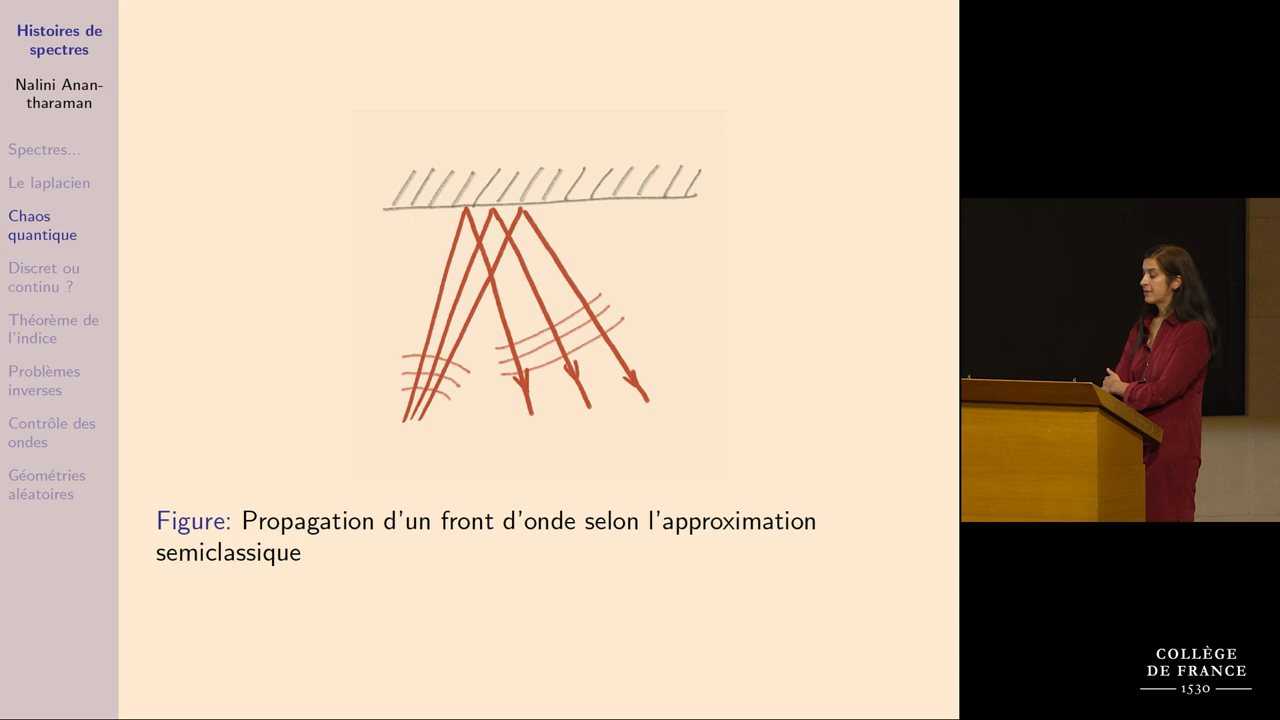 Histoires de
spectres
Nalini Anan-
tharaman
Spectres...
Le laplacien
Chaos
quantique
Discret ou
continu ?
Théorème de
l'indice
Problèmes
inverses
Contrôle des
ondes
Géométries
aléatoires
Figure: Propagation d'un front d'onde selon l'approximation
semiclassique
COLLÈGE
DE FRANCE
1530